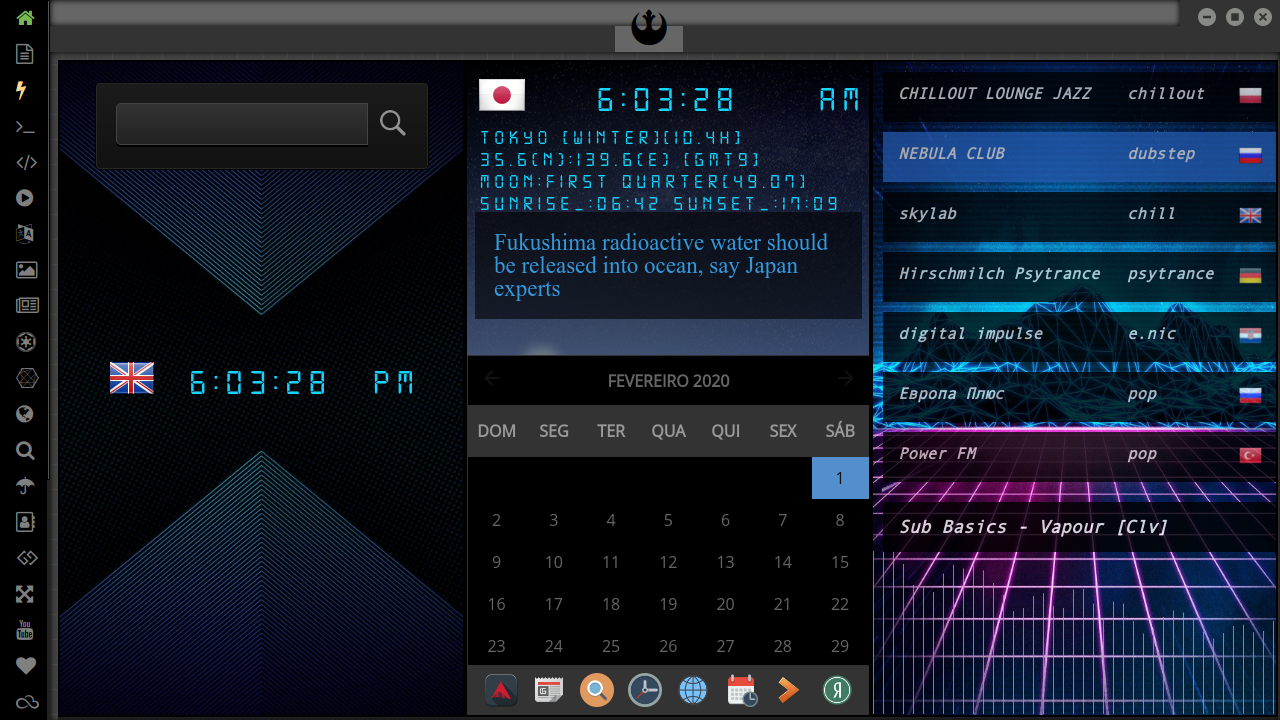 6:03:28 PM
6:03:28 AM
TOKYO [WINTER][10.4H]
35.6(N):139.6(E) [GMT9]
MOON:FIRST QUARTER[49.07]
SUNRISE_:06:42 SUNSET_:17:09
Fukushima radioactive water should
be released into ocean, say Japan
experts
FEVEREIRO 2020
DOM SEG TER QUA QUI SEX SÁB
1
2 3 4 5 6 7 8
9 10 11 12 13 14 15
16 17 18 19 20 21 22
23 24 25 26 27 28 29
CHILLOUT LOUNGE JAZZ chillout
NEBULA CLUB dubstep
skylab chill
Hirschmilch Psytrance psytrance
digital impulse e.nic
Европа Плюс pop
Power FM pop
Sub Basics - Vapour [Clv]
You
Tube
Я